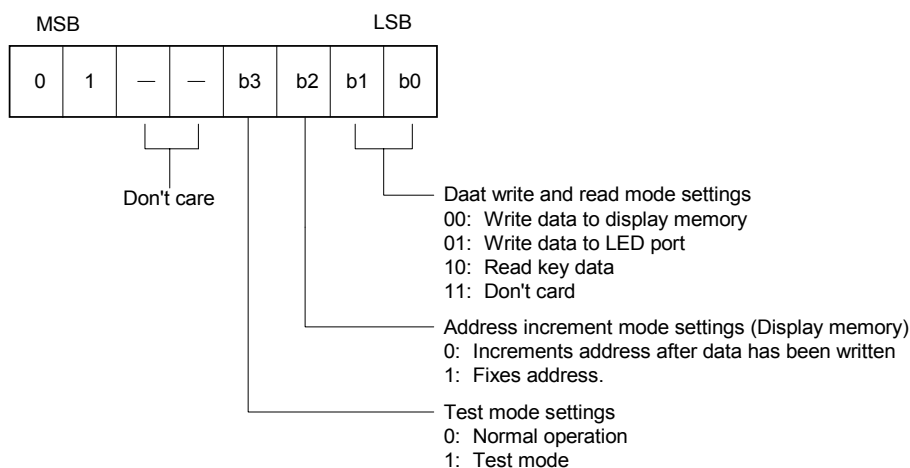 MSB LSB
0 1 — — b3 b2 b1 b0
Don't care
Daat write and read mode settings
00: Write data to display memory
01: Write data to LED port
10: Read key data
11: Don't card
Address increment mode settings (Display memory)
0: Increments address after data has been written
1: Fixes address.
Test mode settings
0: Normal operation
1: Test mode